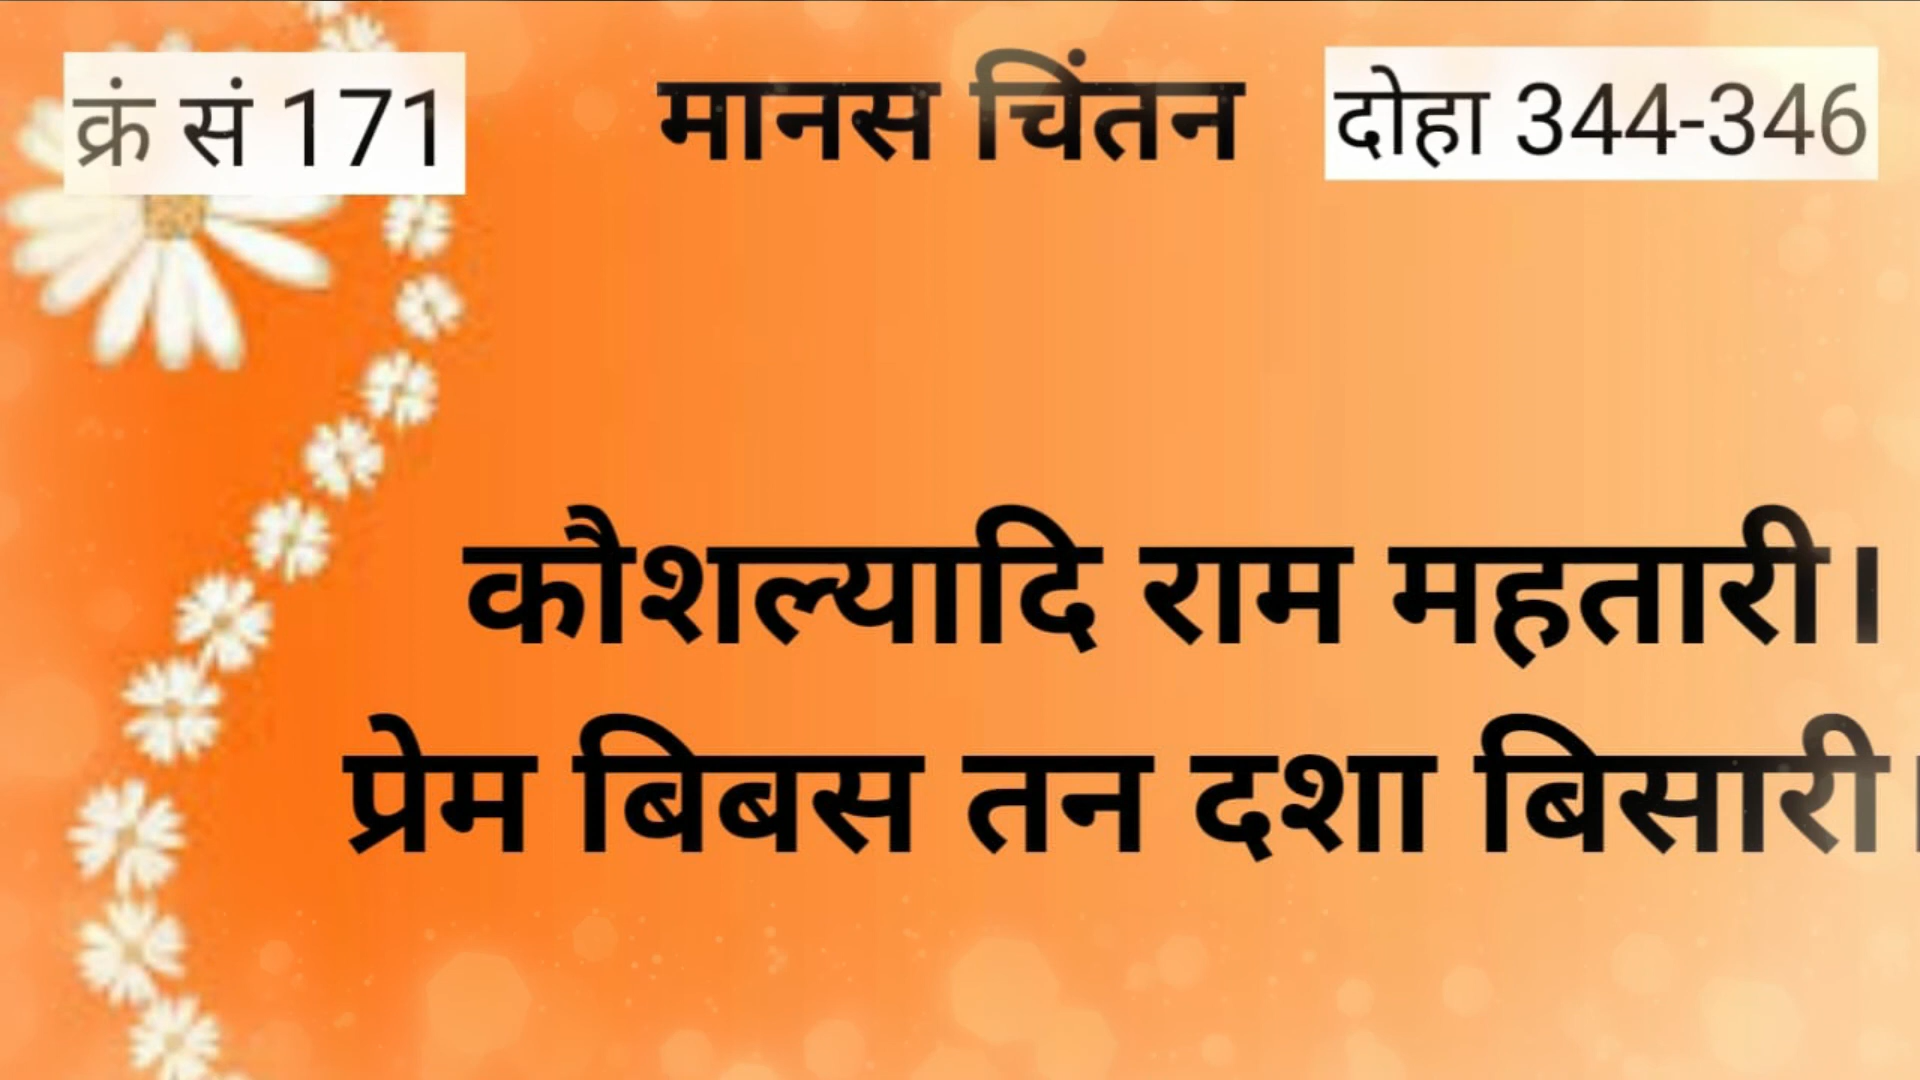 क्रं सं 171 मानस चिंतन दोहा 344-346
कौशल्यादि राम महतारी।
प्रेम बिबस तन दशा बिसारी।